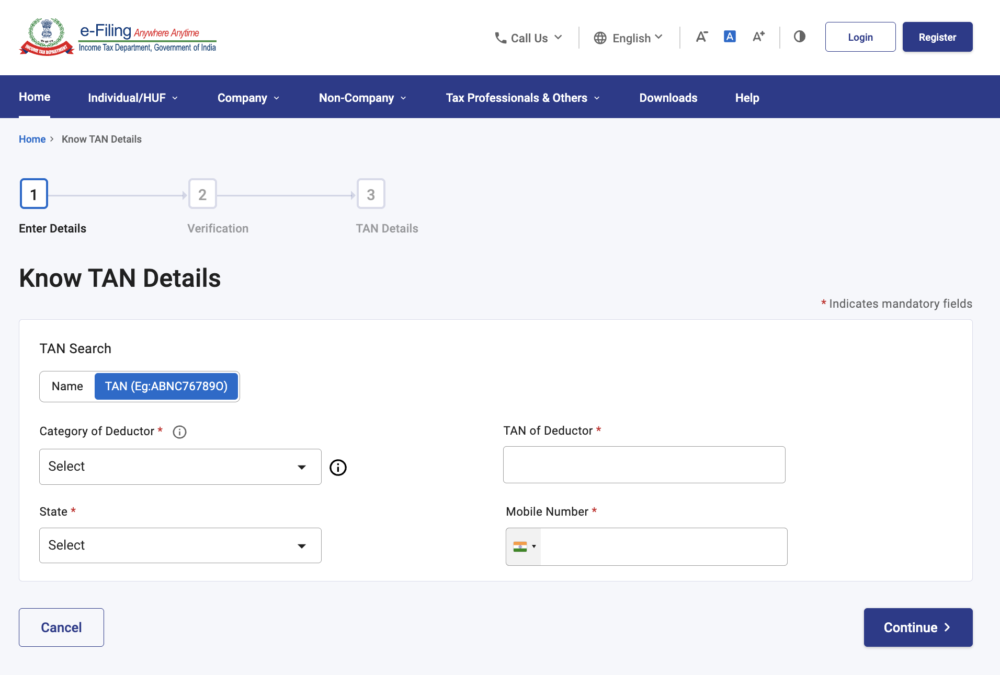 e-Filing Anywhere Anytime
Income Tax Department, Government of India
INCOME TAX DEPARTMENT
Call Us
English
A-
A
A+
Login
Register
Home
Individual/HUF
Company
Non-Company
Tax Professionals & Others
Downloads
Help
Home > Know TAN Details
1
2
3
Enter Details
Verification
TAN Details
Know TAN Details
* Indicates mandatory fields
TAN Search
Name
TAN (Eg:ABNC76789O)
Category of Deductor *
TAN of Deductor *
Select
State *
Mobile Number *
Select
Cancel
Continue >